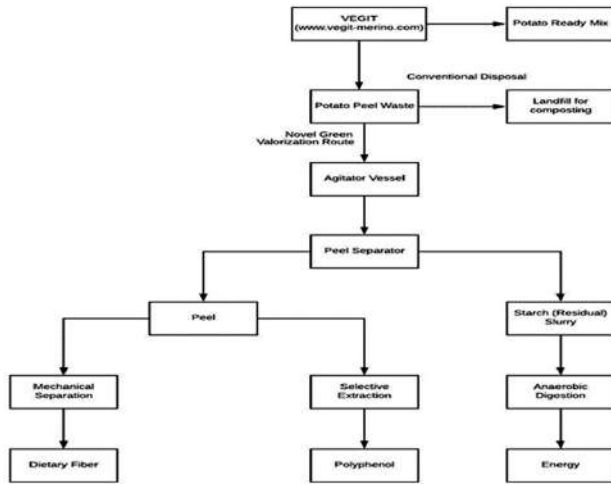 VEGIT
(www.vegit-merino.com)
Potato Ready Mix
Conventional Disposal
Potato Peel Waste
Landfill for
composting
Novel Green
Valorization Route
Agitator Vessel
Peel Separator
Peel
Starch (Residual)
Slurry
Mechanical
Separation
Selective
Extraction
Anaerobic
Digestion
Dietary Fiber
Polyphenol
Energy